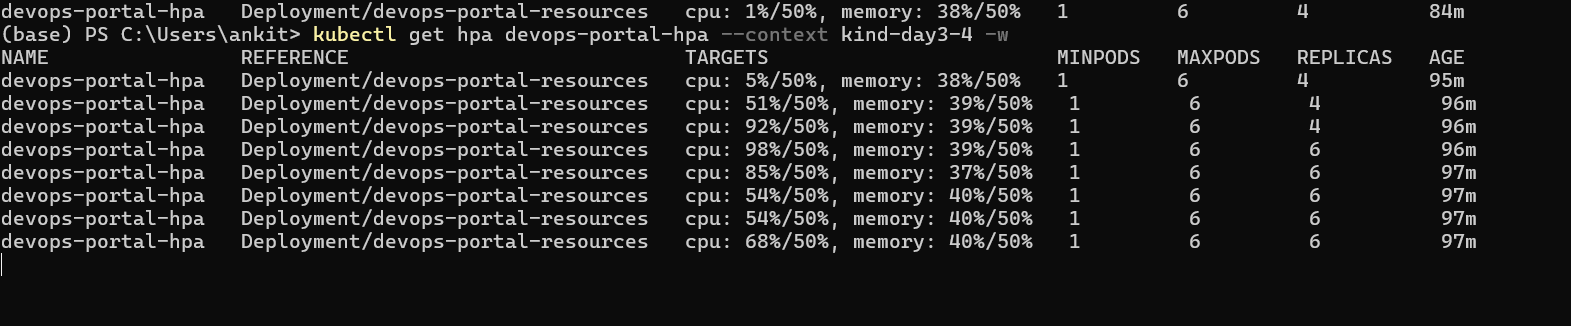 devops-portal-hpa   Deployment/devops-portal-resources   cpu: 1%/50%, memory: 38%/50%   1         6         4          84m
(base) PS C:\Users\ankit> kubectl get hpa devops-portal-hpa --context kind-day3-4 -w
NAME                REFERENCE                            TARGETS                        MINPODS   MAXPODS   REPLICAS   AGE
devops-portal-hpa   Deployment/devops-portal-resources   cpu: 5%/50%, memory: 38%/50%   1         6         4          95m
devops-portal-hpa   Deployment/devops-portal-resources   cpu: 51%/50%, memory: 39%/50%   1         6         4          96m
devops-portal-hpa   Deployment/devops-portal-resources   cpu: 92%/50%, memory: 39%/50%   1         6         4          96m
devops-portal-hpa   Deployment/devops-portal-resources   cpu: 98%/50%, memory: 39%/50%   1         6         6          96m
devops-portal-hpa   Deployment/devops-portal-resources   cpu: 85%/50%, memory: 37%/50%   1         6         6          97m
devops-portal-hpa   Deployment/devops-portal-resources   cpu: 54%/50%, memory: 40%/50%   1         6         6          97m
devops-portal-hpa   Deployment/devops-portal-resources   cpu: 54%/50%, memory: 40%/50%   1         6         6          97m
devops-portal-hpa   Deployment/devops-portal-resources   cpu: 68%/50%, memory: 40%/50%   1         6         6          97m